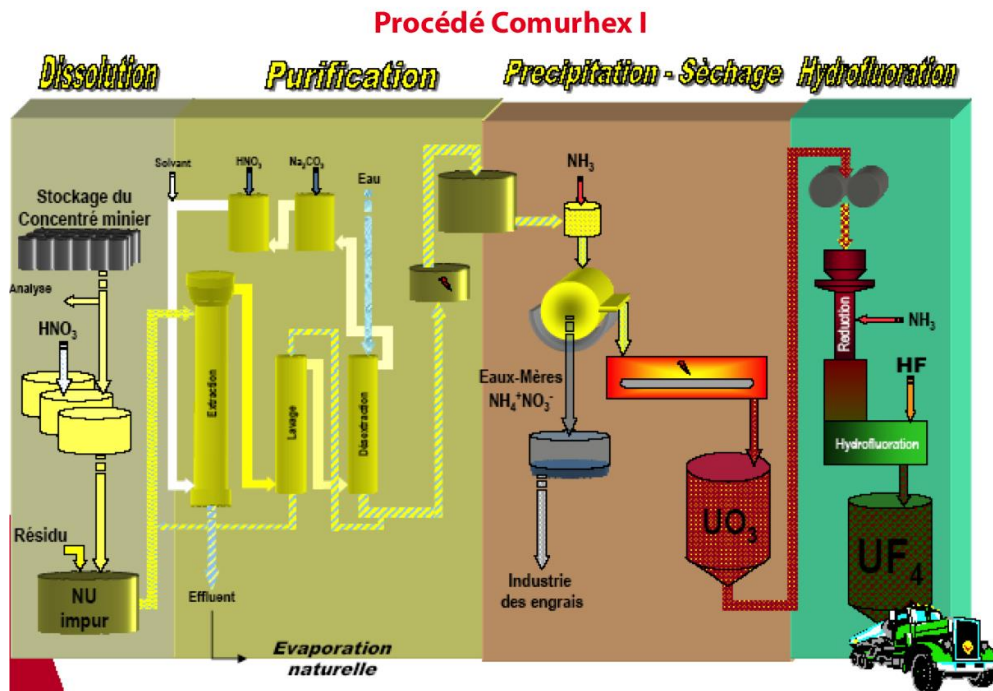 Procédé Comurhex I
Dissolution
Purification
Precipitation - Sèchage
Hydrofluoration
Stockage du
Concentré minier
Analyse
HNO₃
Résidu
NU
impur
Solvant
HNO₃
Na₂CO₃
Eau
Extraction
Lavage
Désextraction
Effluent
Evaporation
naturelle
NH₃
Eaux-Mères
NH₄⁺NO₃⁻
Industrie
des engrais
UO₃
Reduction
NH₃
HF
Hydrofluoration
UF₄